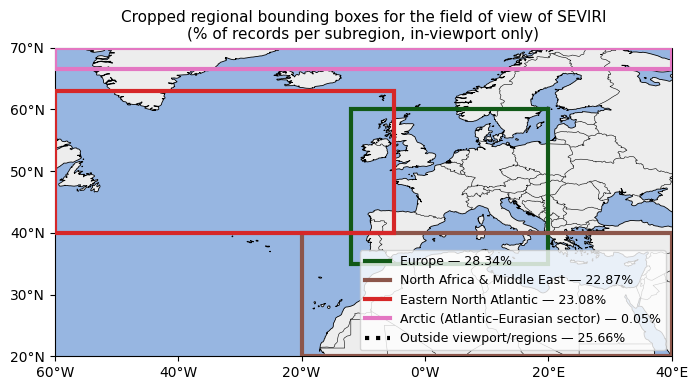 Cropped regional bounding boxes for the field of view of SEVIRI
(% of records per subregion, in-viewport only)
70°N
60°N
50°N
40°N
30°N
20°N
Europe — 28.34%
North Africa & Middle East — 22.87%
Eastern North Atlantic — 23.08%
Arctic (Atlantic–Eurasian sector) — 0.05%
Outside viewport/regions — 25.66%
60°W
40°W
20°W
0°W
20°E
40°E